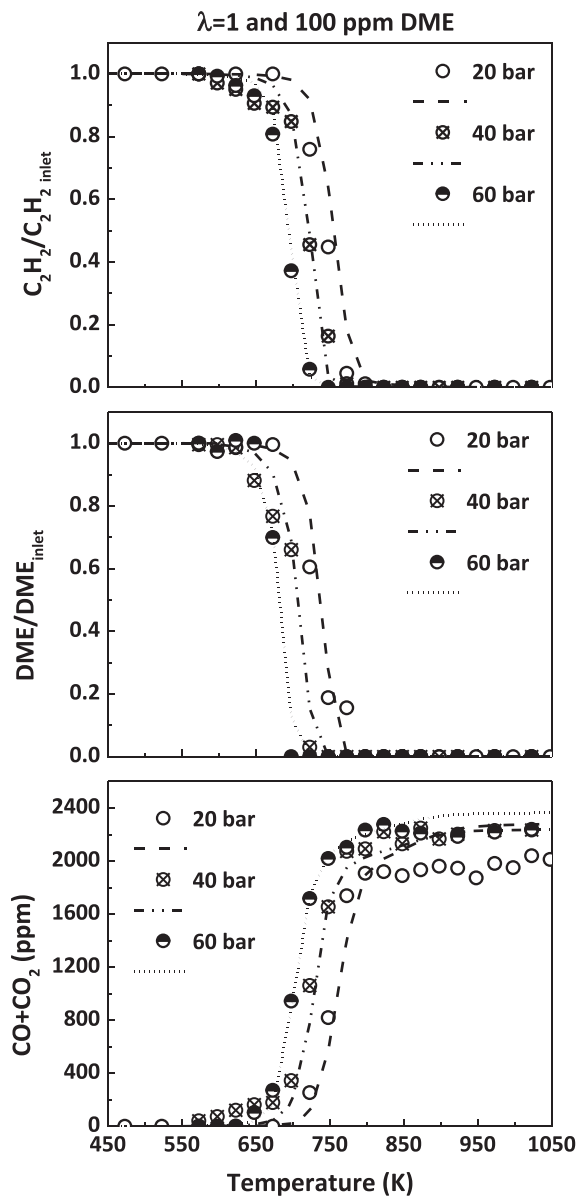 λ=1 and 100 ppm DME
C₂H₂/C₂H₂ inlet
1.0
0.8
0.6
0.4
0.2
0.0
20 bar
40 bar
60 bar
DME/DME inlet
1.0
0.8
0.6
0.4
0.2
0.0
20 bar
40 bar
60 bar
CO+CO₂ (ppm)
2400
2000
1600
1200
800
400
0
20 bar
40 bar
60 bar
450 550 650 750 850 950 1050
Temperature (K)